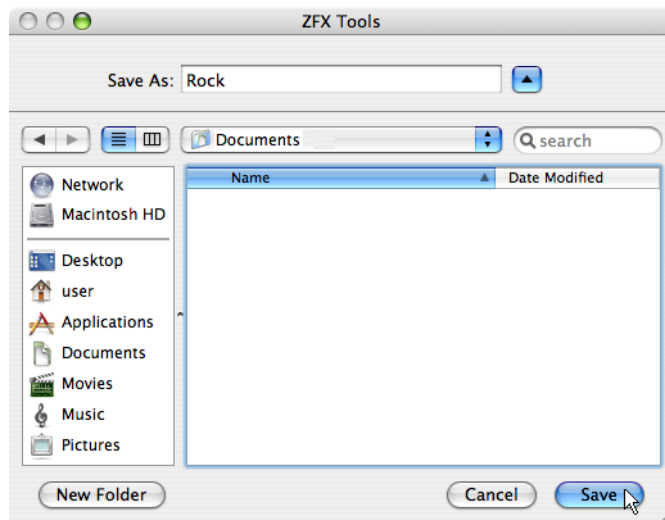 ZFX Tools
Save As: Rock
Documents
search
Network
Macintosh HD
Desktop
user
Applications
Documents
Movies
Music
Pictures
Name
Date Modified
New Folder
Cancel
Save